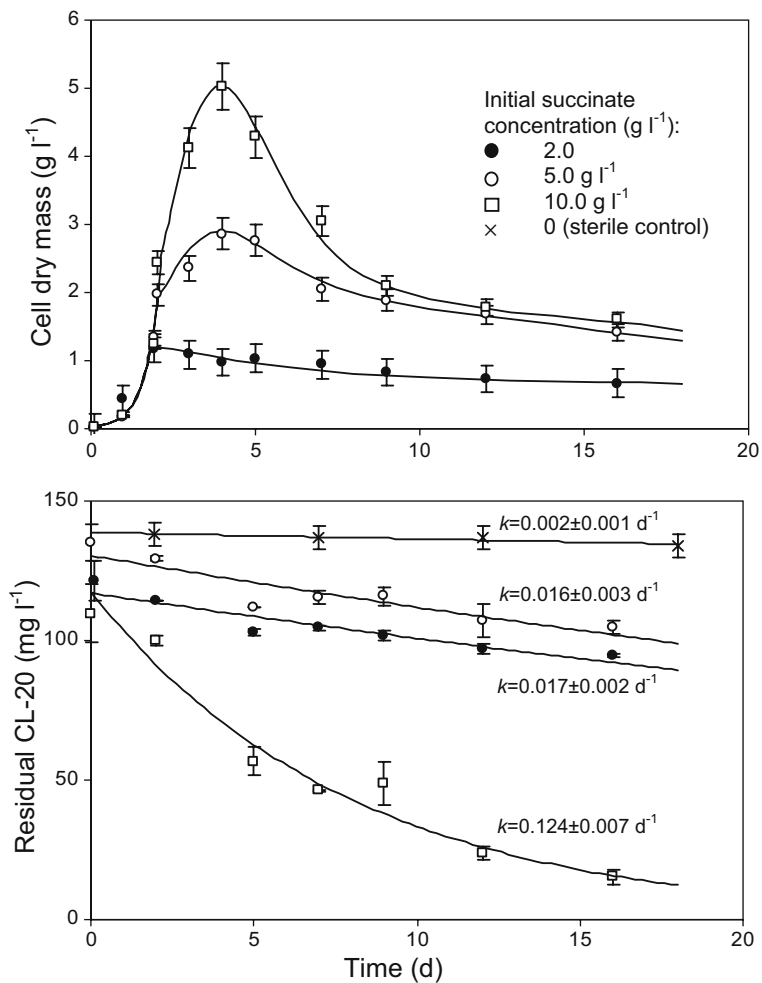 Cell dry mass (g l⁻¹)
6
5
4
3
2
1
0
0 5 10 15 20
Initial succinate
concentration (g l⁻¹):
2.0
5.0 g l⁻¹
10.0 g l⁻¹
0 (sterile control)
Residual CL-20 (mg l⁻¹)
150
100
50
0
k=0.002±0.001 d⁻¹
k=0.016±0.003 d⁻¹
k=0.017±0.002 d⁻¹
k=0.124±0.007 d⁻¹
0 5 10 15 20
Time (d)